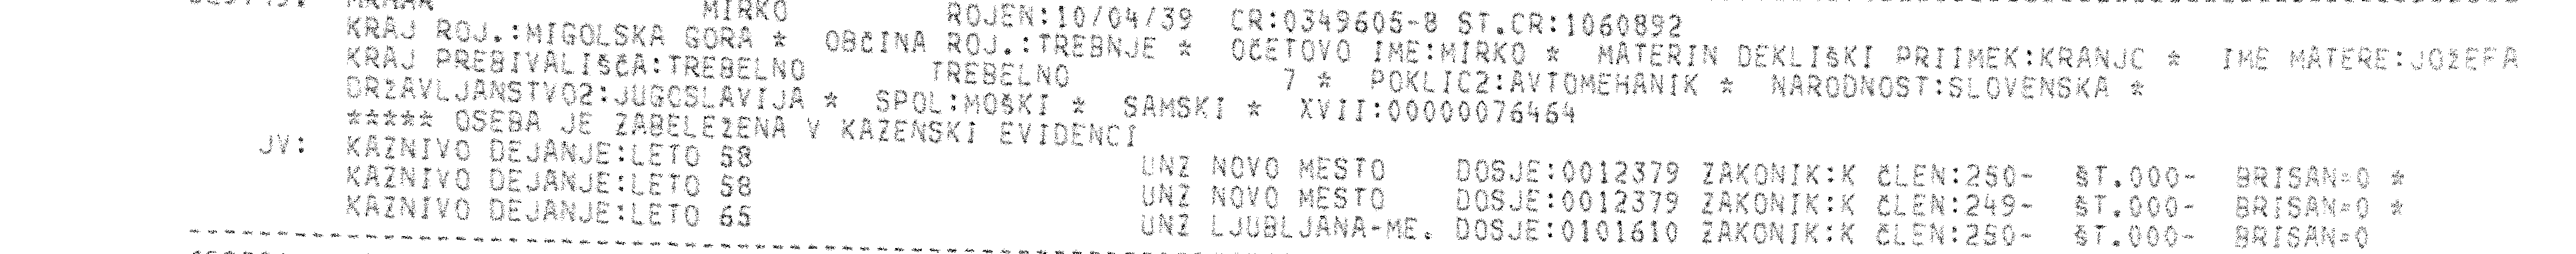 MIRKO ROJEN:10/04/39 CR:0349605-8 ST.CR:1060892
KRAJ ROJ.:MIGOLSKA GORA * OBČINA ROJ.:TREBNJE * OČETOVO IME:MIRKO * MATERIN DEKLIŠKI PRIIMEK:KRANJC * IME MATERE:JOŽEFA
KRAJ PREBIVALIŠČA:TREBELNO TREBELNO 7 * POKLIC2:AVTOMEHANIK * NARODNOST:SLOVENSKA *
DRŽAVLJANSTVO2:JUGOSLAVIJA * SPOL:MOŠKI * SAMSKI * XVII:00000076464
***** OSEBA JE ZABELEŽENA V KAZENSKI EVIDENCI
JV: KAZNIVO DEJANJE:LETO 58 UNZ NOVO MESTO DOSJE:0012379 ZAKONIK:K ČLEN:250- ŠT.000- BRISAN=0 *
KAZNIVO DEJANJE:LETO 58 UNZ NOVO MESTO DOSJE:0012379 ZAKONIK:K ČLEN:249- ŠT.000- BRISAN=0 *
KAZNIVO DEJANJE:LETO 65 UNZ LJUBLJANA-ME. DOSJE:0101610 ZAKONIK:K ČLEN:250- ŠT.000- BRISAN=0